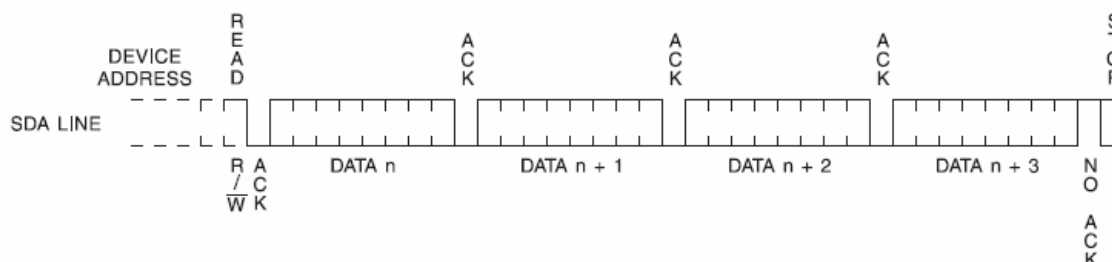 READ
DEVICE
ADDRESS
ACK
ACK
ACK
SDA LINE
R/W
ACK
DATA n
DATA n + 1
DATA n + 2
DATA n + 3
NO ACK